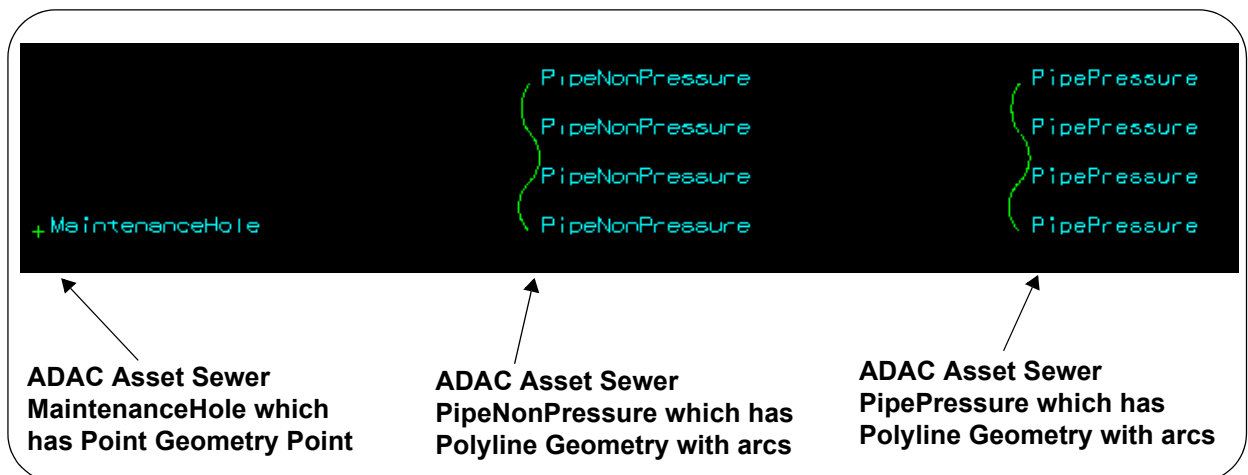 PipeNonPressure PipePressure
PipeNonPressure PipePressure
PipeNonPressure PipePressure
MaintenanceHole PipeNonPressure PipePressure
ADAC Asset Sewer
MaintenanceHole which
has Point Geometry Point
ADAC Asset Sewer
PipeNonPressure which has
Polyline Geometry with arcs
ADAC Asset Sewer
PipePressure which has
Polyline Geometry with arcs